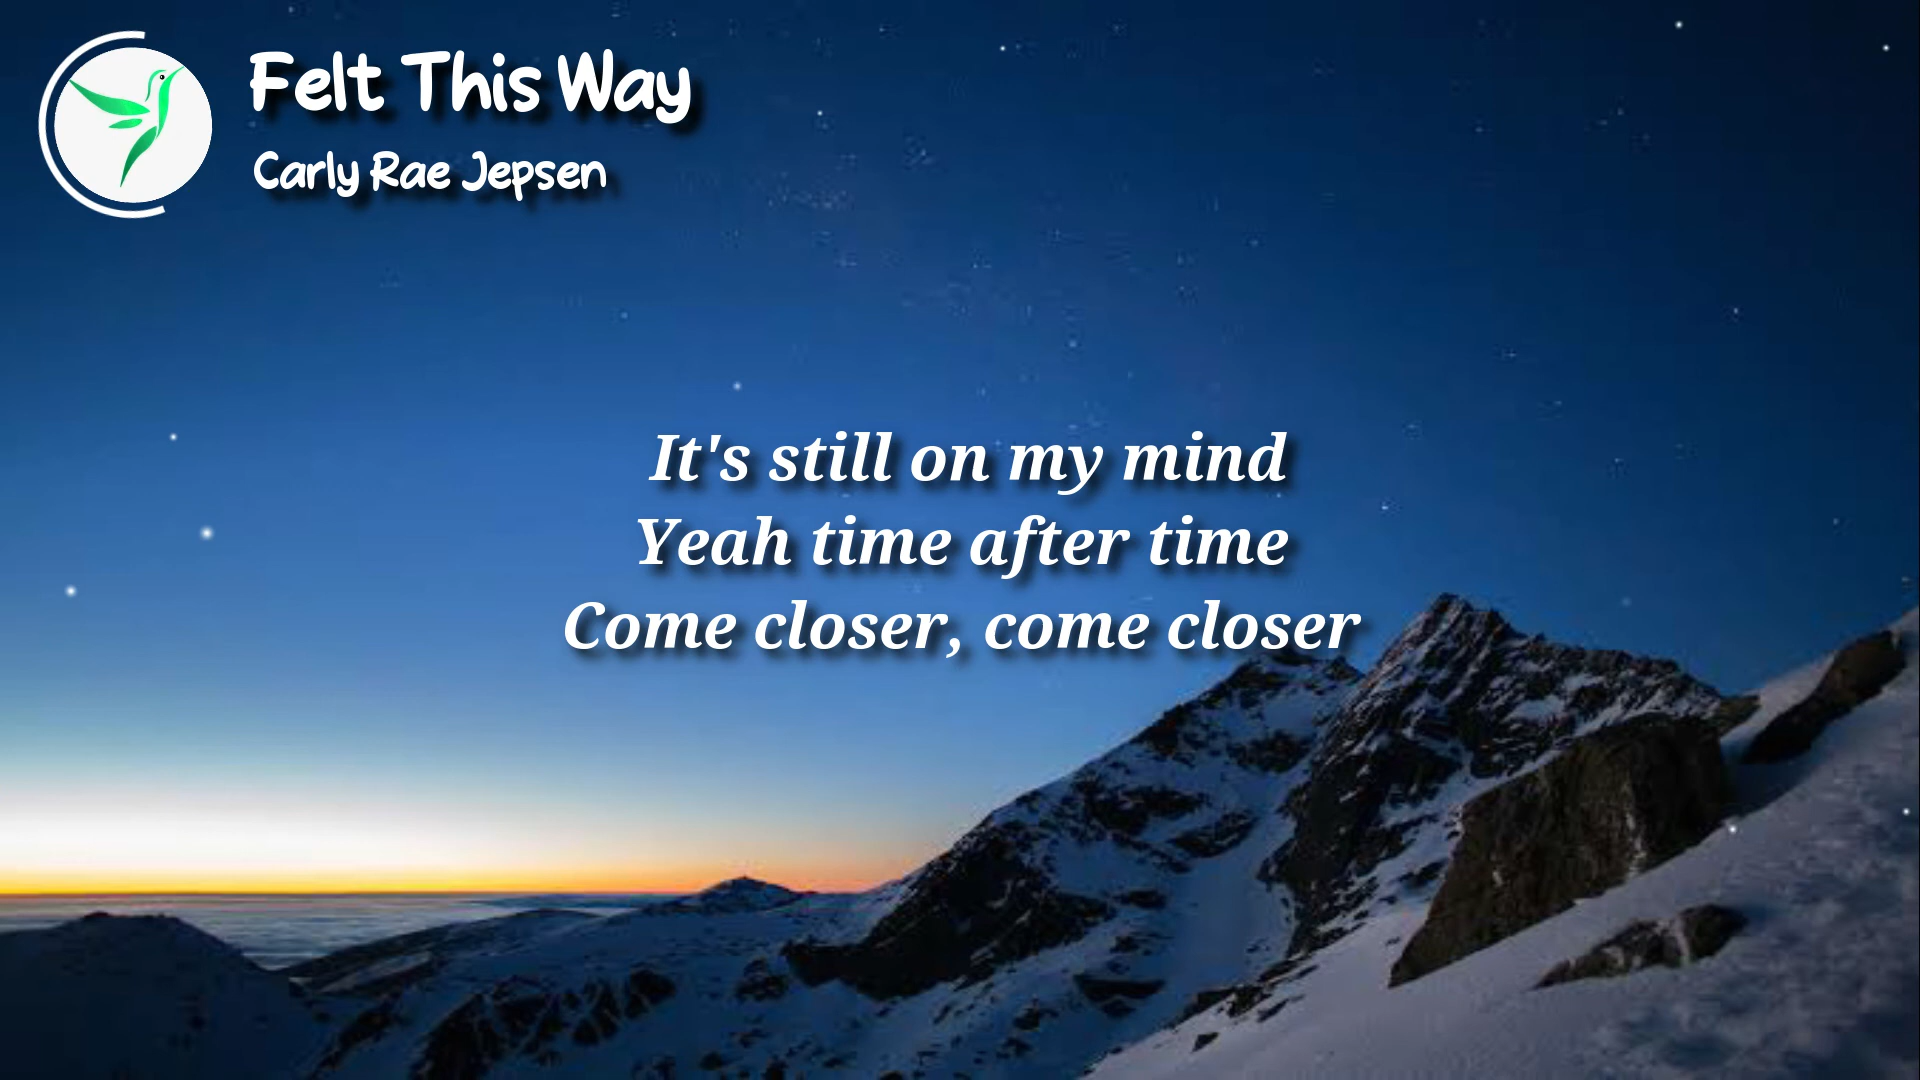 Felt This Way
Carly Rae Jepsen
It's still on my mind
Yeah time after time
Come closer, come closer